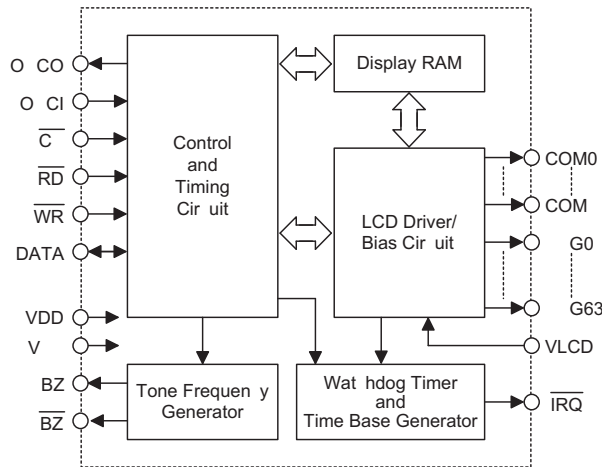 O CO
O CI
C
RD
WR
DATA
VDD
V
BZ
BZ
Control
and
Timing
Cir uit
Display RAM
LCD Driver/
Bias Cir uit
Tone Frequen y
Generator
Wat hdog Timer
and
Time Base Generator
COM0
COM
G0
G63
VLCD
IRQ